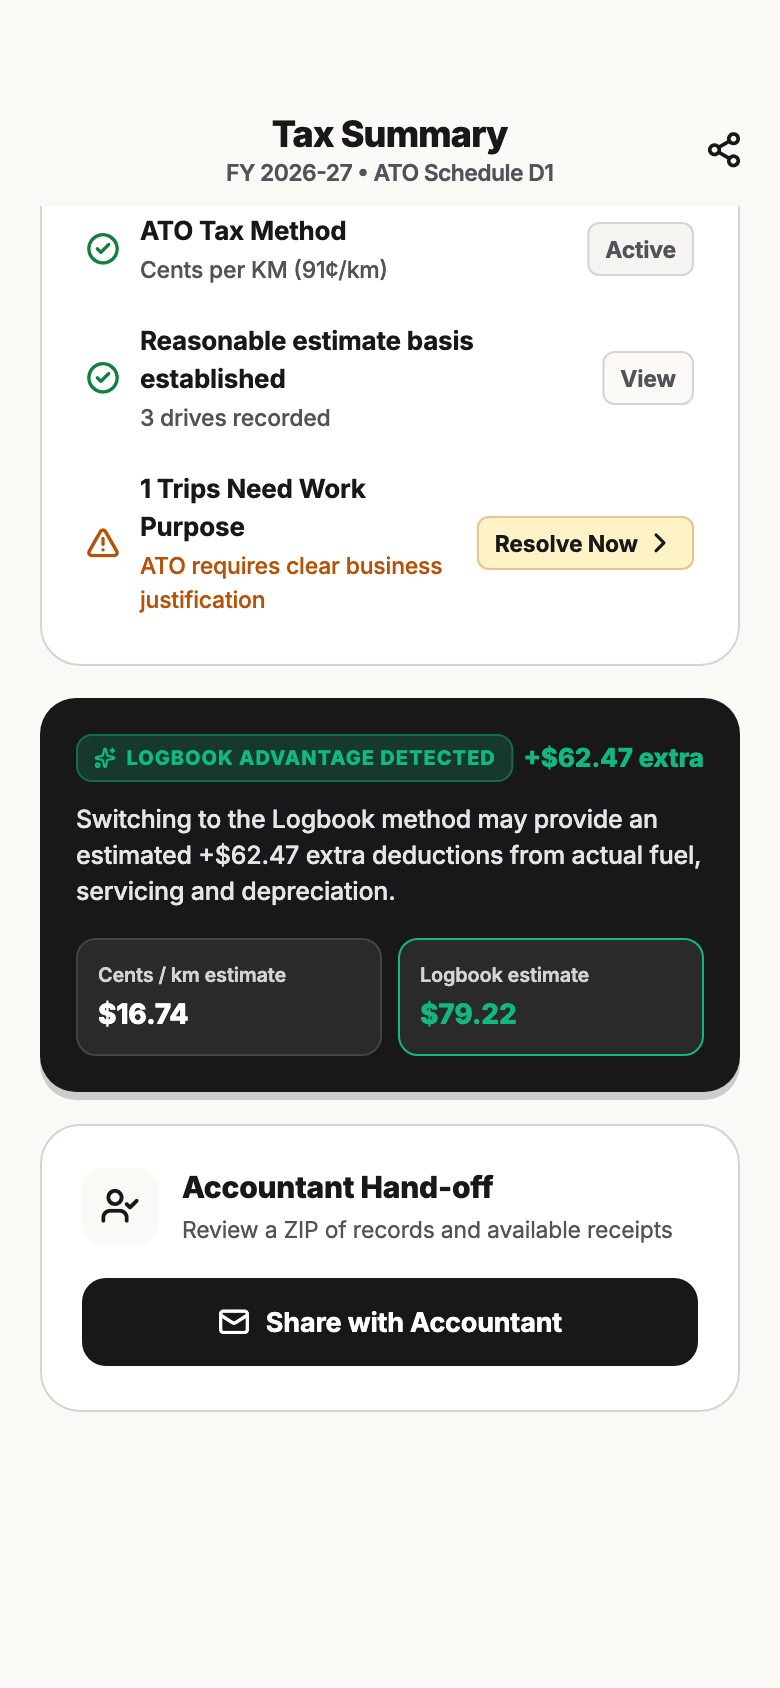 Tax Summary
FY 2026-27 • ATO Schedule D1
ATO Tax Method
Cents per KM (91¢/km)
Active
Reasonable estimate basis
established
3 drives recorded
View
1 Trips Need Work
Purpose
ATO requires clear business
justification
Resolve Now
LOGBOOK ADVANTAGE DETECTED
+$62.47 extra
Switching to the Logbook method may provide an
estimated +$62.47 extra deductions from actual fuel,
servicing and depreciation.
Cents / km estimate
$16.74
Logbook estimate
$79.22
Accountant Hand-off
Review a ZIP of records and available receipts
Share with Accountant